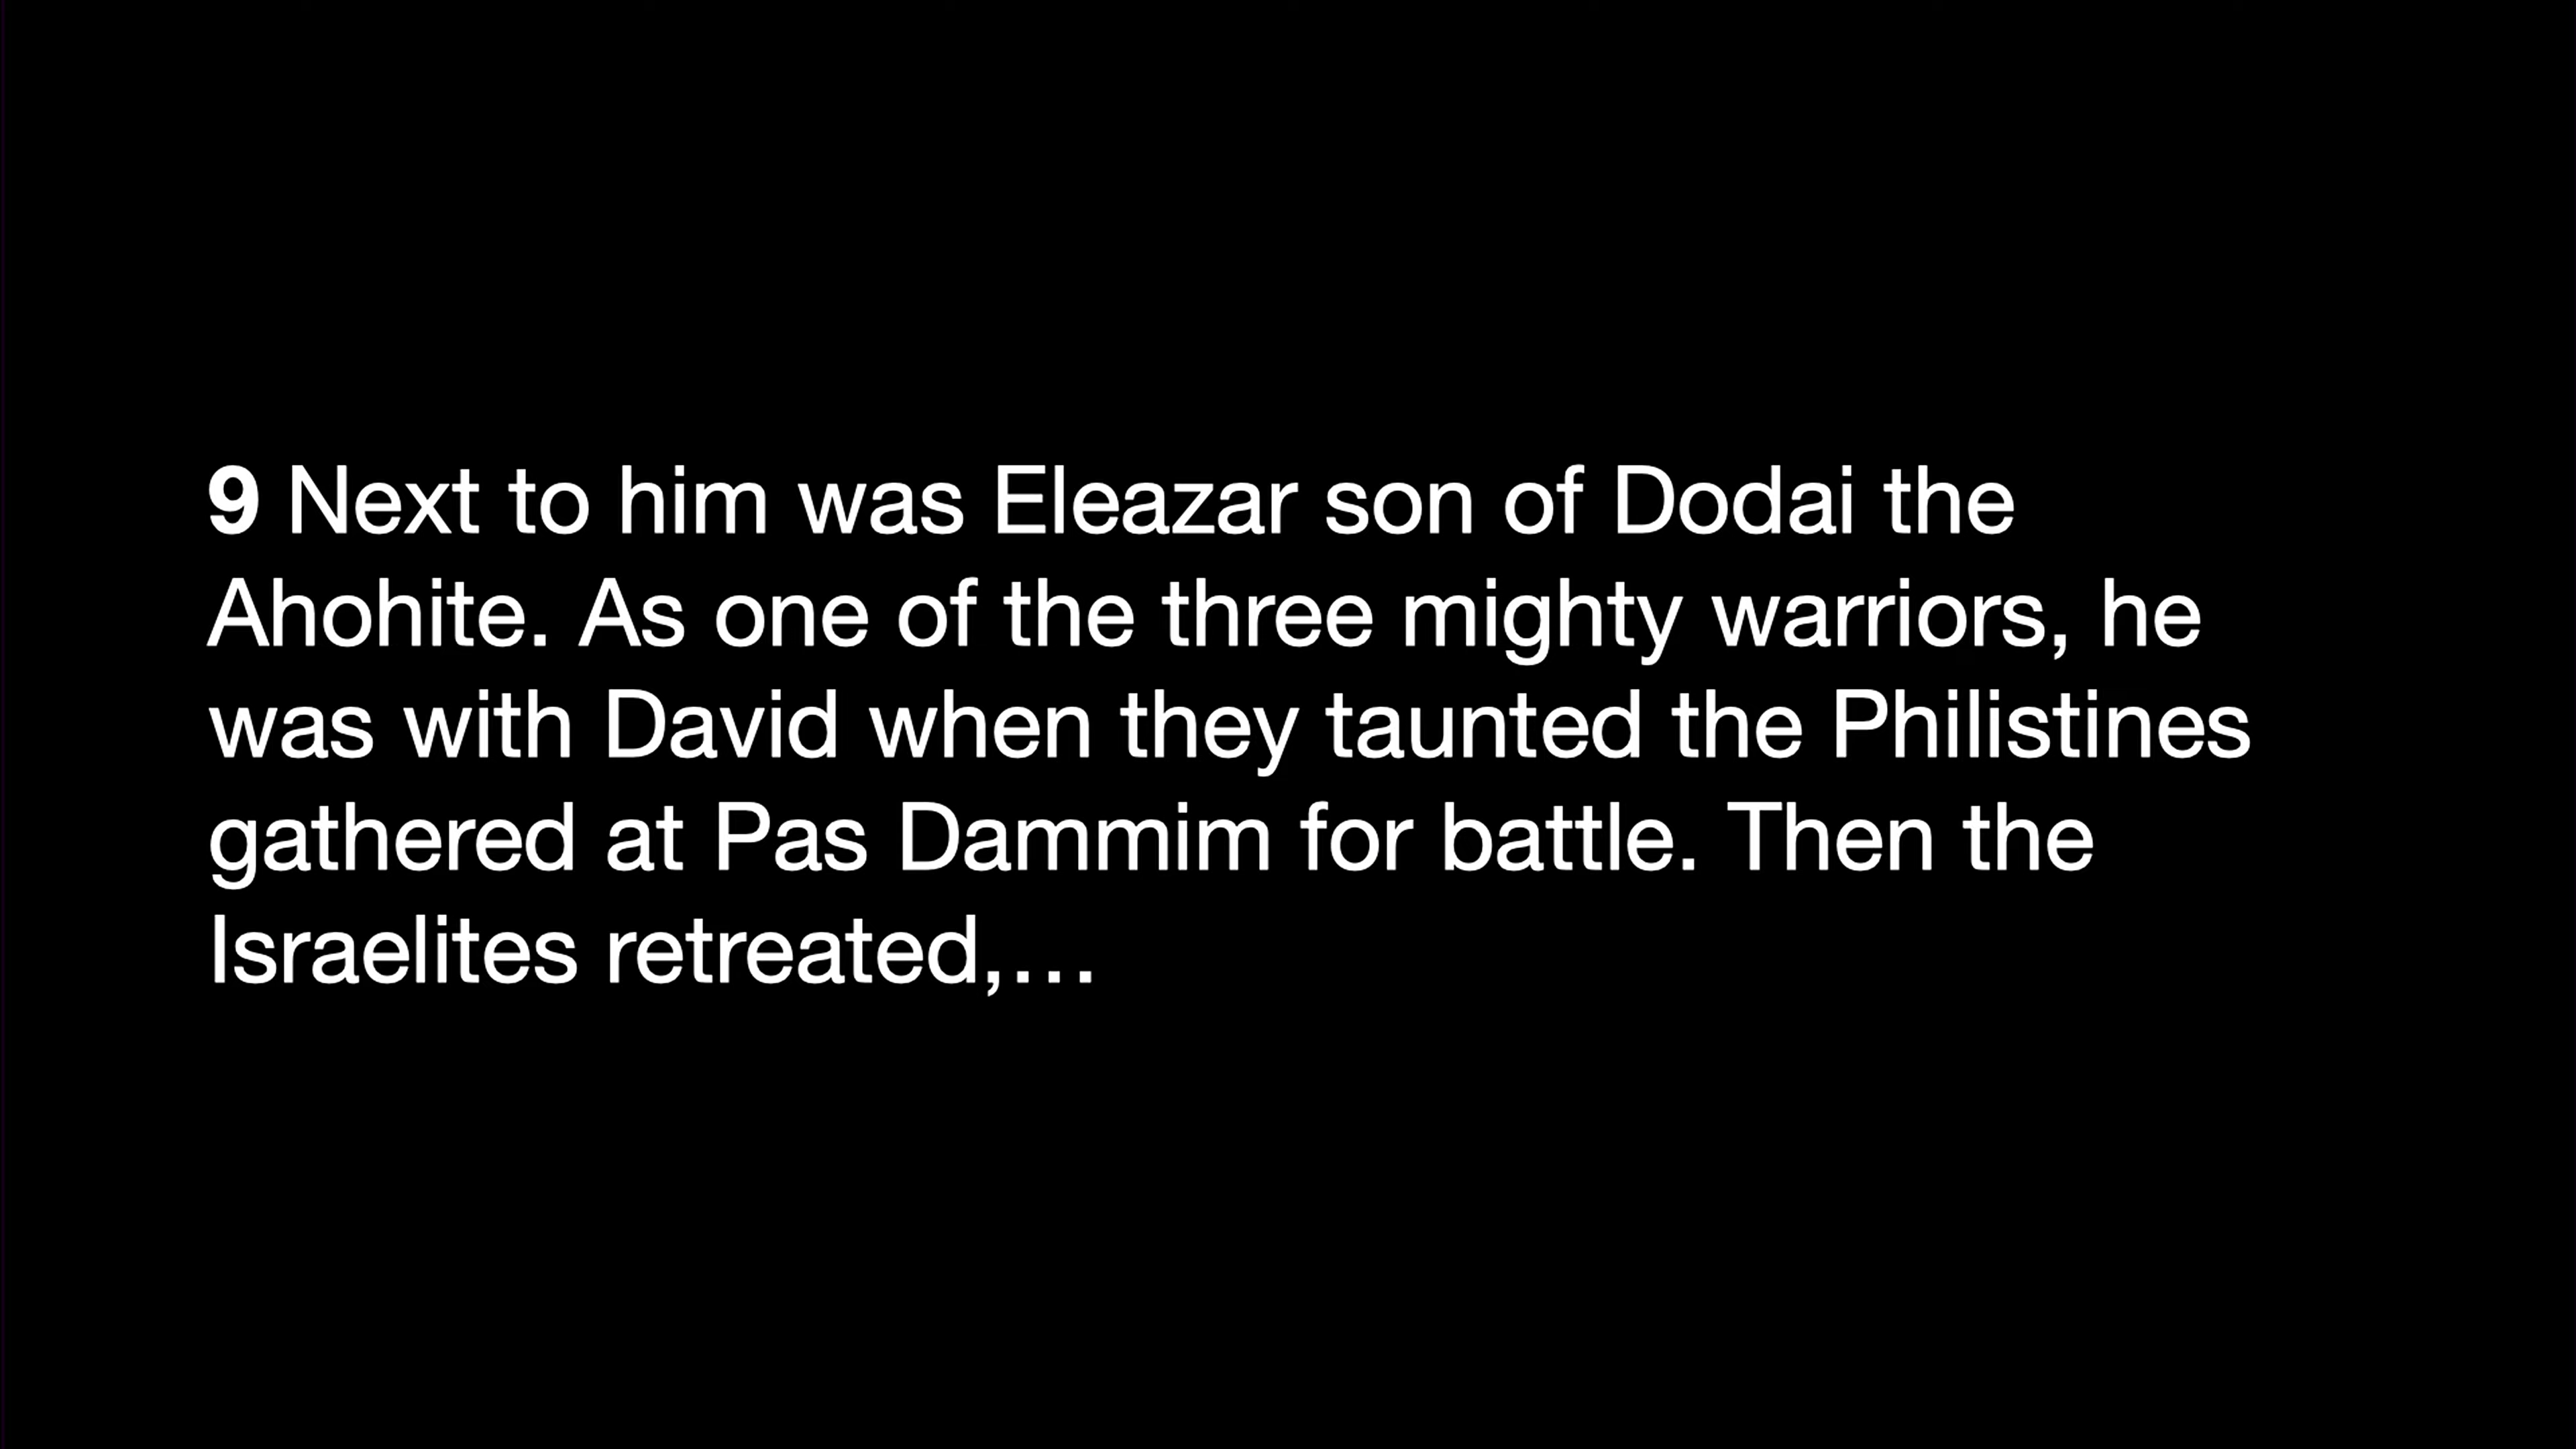 9 Next to him was Eleazar son of Dodai the
Ahohite. As one of the three mighty warriors, he
was with David when they taunted the Philistines
gathered at Pas Dammim for battle. Then the
Israelites retreated,…